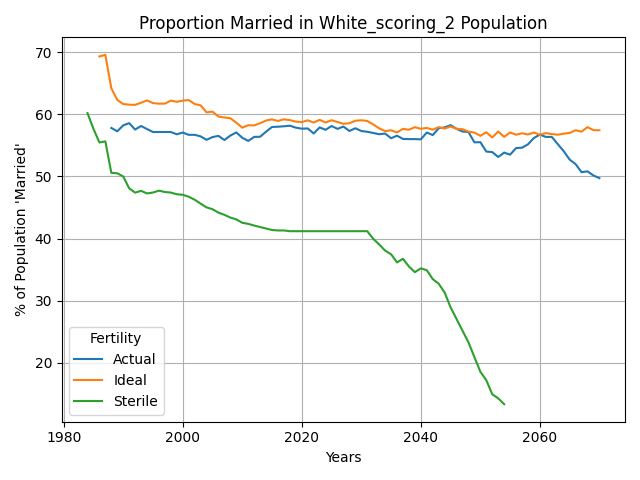 Proportion Married in White_scoring_2 Population
% of Population 'Married'
70
60
50
40
30
20
Fertility
Actual
Ideal
Sterile
1980
2000
2020
2040
2060
Years